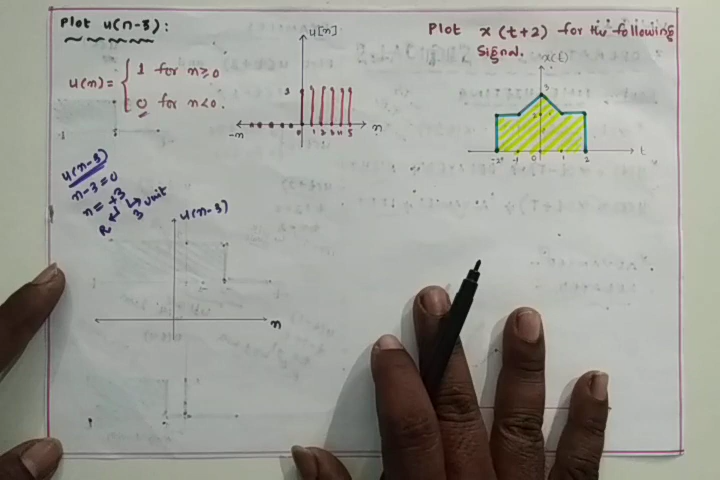 Plot u(n-3):
u(n) = { 1 for n≥0
0 for n<0.
u[n]
1
-n 0 1 2 3 4 5 n
u(n-3)
n-3=0
n = +3
3 unit
u(n-3)
n
Plot x(t+2) for the following
Signal.
x(t)
-2 -1 0 1 2 t